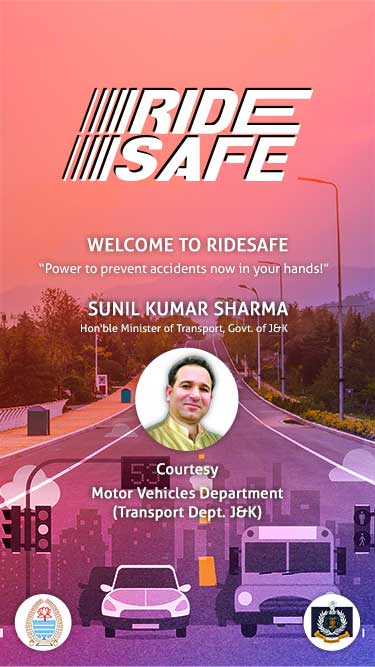 RIDE
SAFE
WELCOME TO RIDESAFE
“Power to prevent accidents now in your hands!”
SUNIL KUMAR SHARMA
Hon'ble Minister of Transport, Govt. of J&K
Courtesy
Motor Vehicles Department
(Transport Dept. J&K)
53